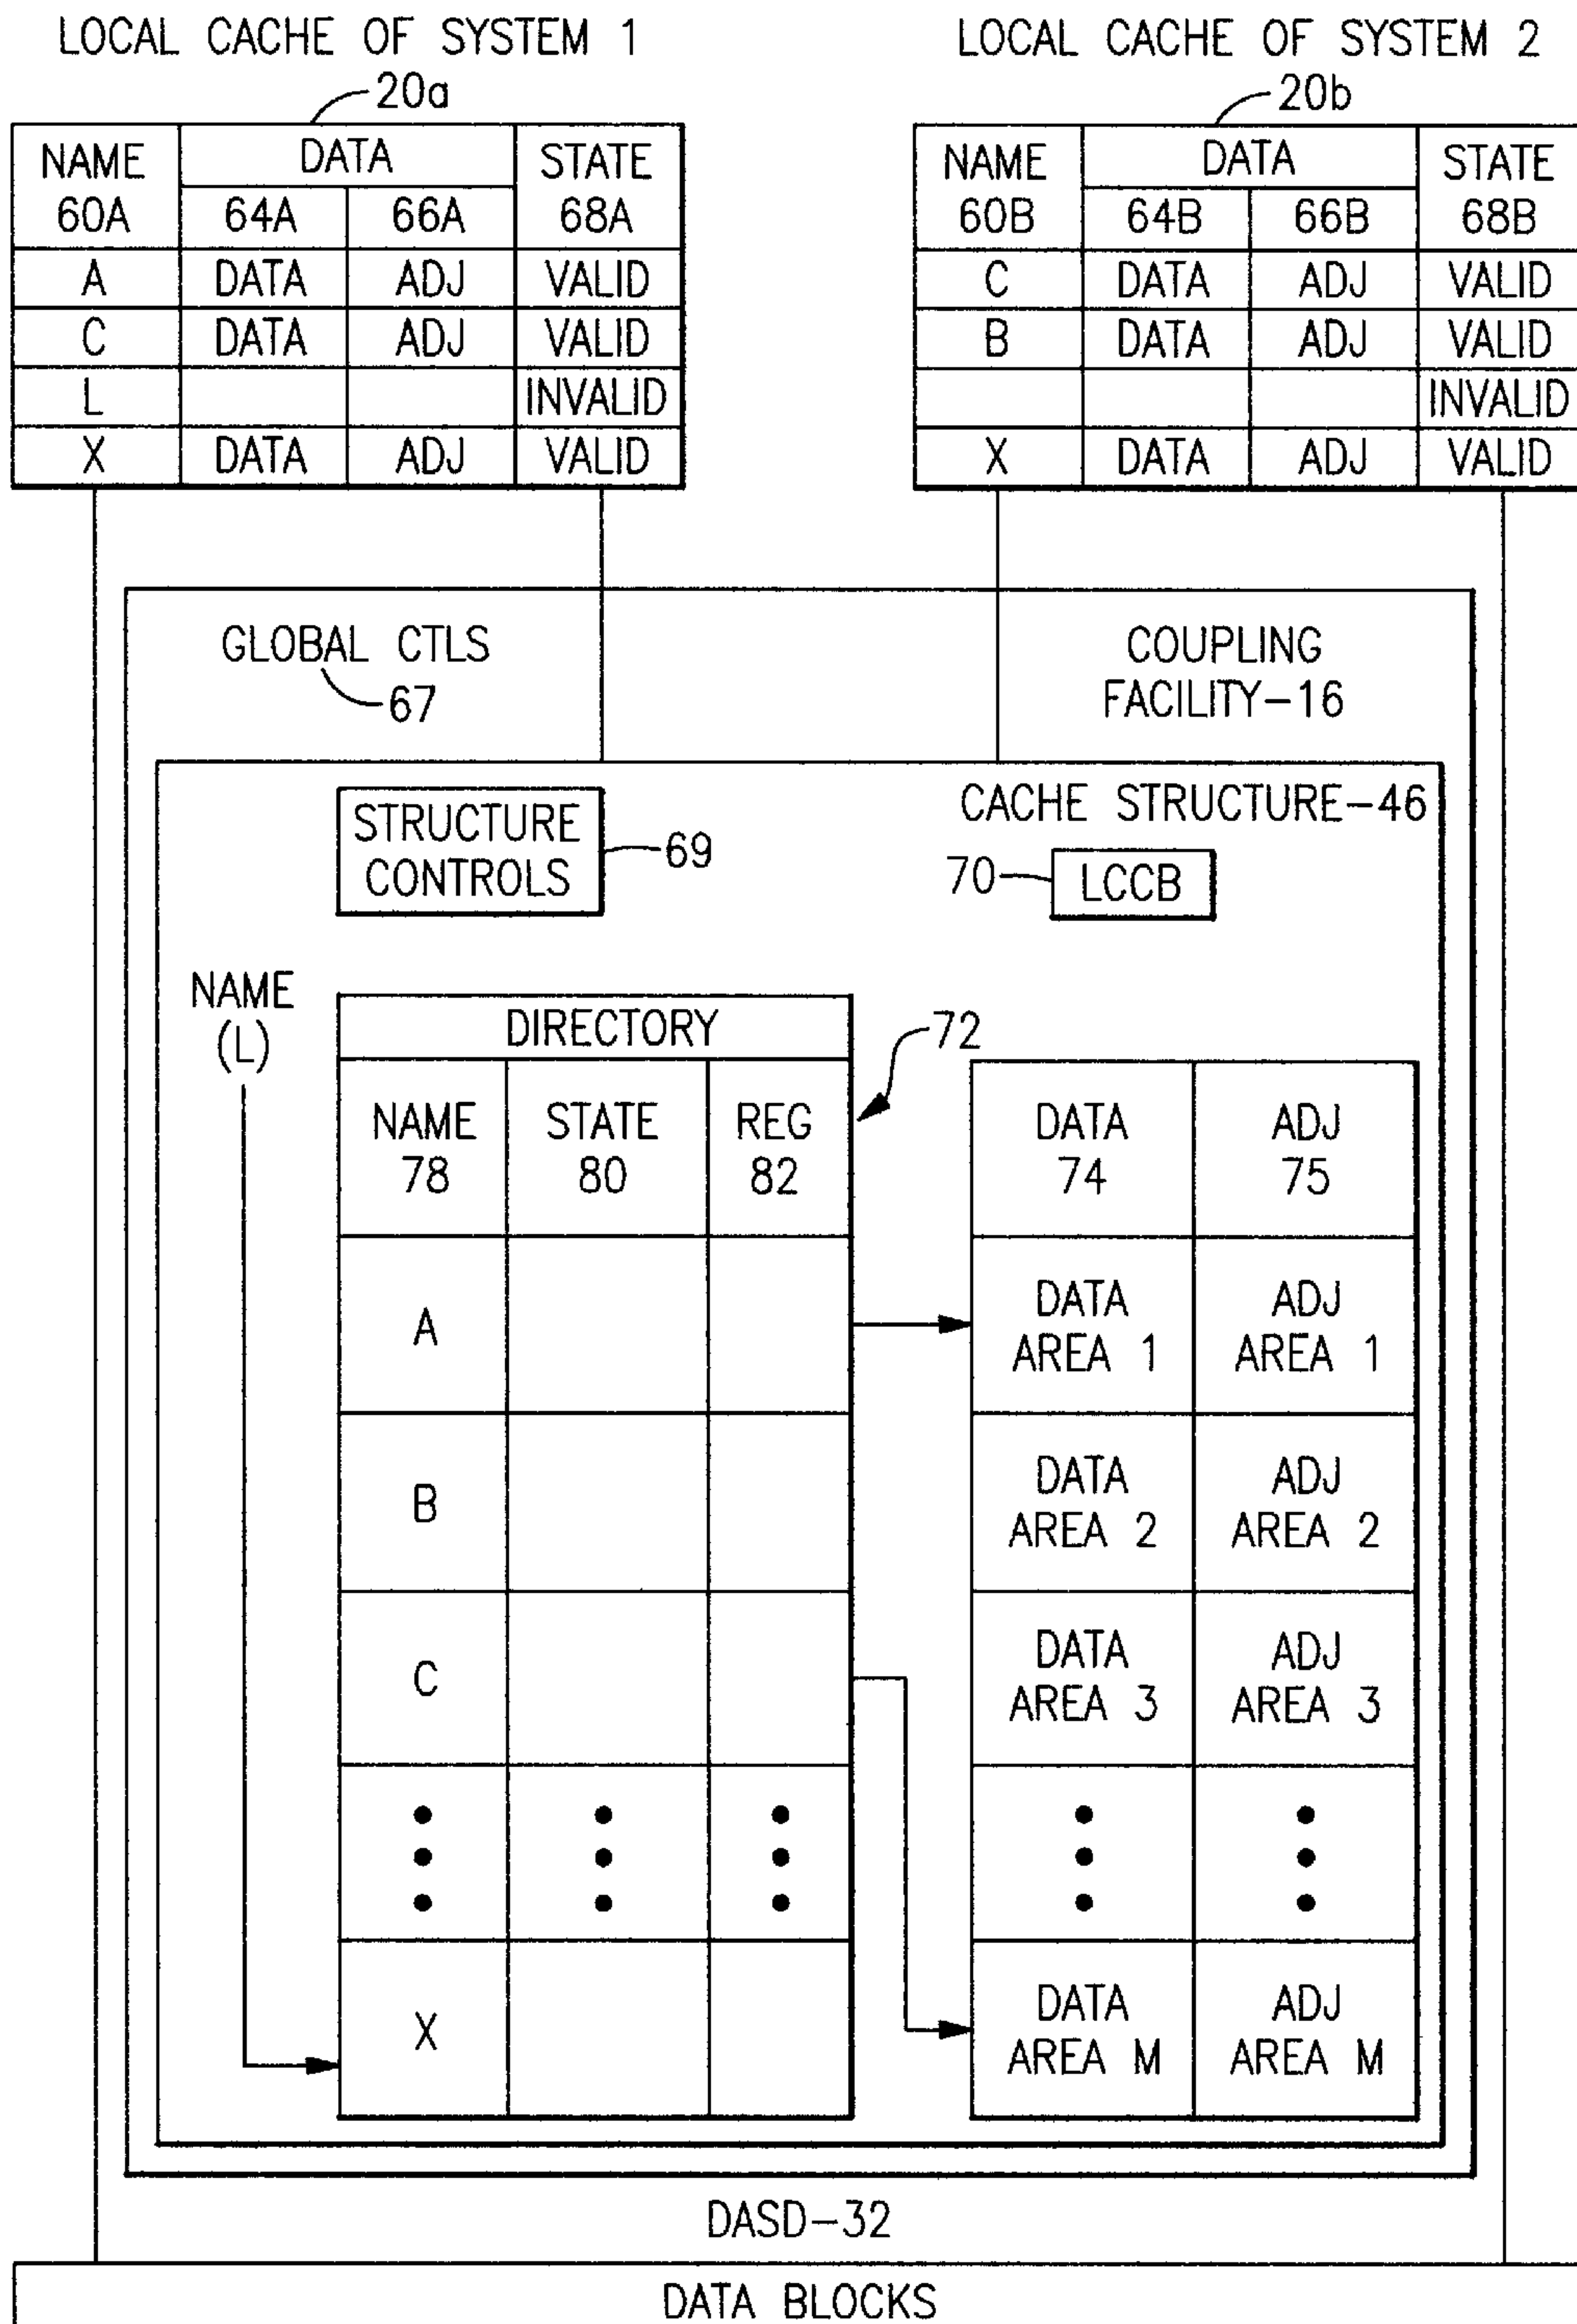 LOCAL CACHE OF SYSTEM 1
20a
NAME 60A DATA STATE 68A
64A 66A
A DATA ADJ VALID
C DATA ADJ VALID
L INVALID
X DATA ADJ VALID
LOCAL CACHE OF SYSTEM 2
20b
NAME 60B DATA STATE 68B
64B 66B
C DATA ADJ VALID
B DATA ADJ VALID
INVALID
X DATA ADJ VALID
GLOBAL CTLS
67
COUPLING
FACILITY-16
STRUCTURE
CONTROLS
69
CACHE STRUCTURE-46
70
LCCB
NAME
(L)
DIRECTORY
72
NAME STATE REG
78 80 82
A
B
C
X
DATA ADJ
74 75
DATA ADJ
AREA 1 AREA 1
DATA ADJ
AREA 2 AREA 2
DATA ADJ
AREA 3 AREA 3
DATA ADJ
AREA M AREA M
DASD-32
DATA BLOCKS